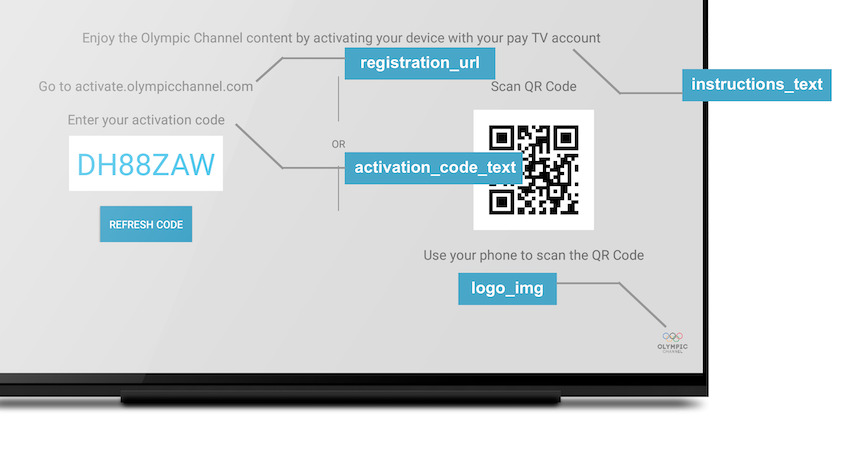 Enjoy the Olympic Channel content by activating your device with your pay TV account
registration_url
instructions_text
Go to activate.olympicchannel.com
Scan QR Code
Enter your activation code
OR
DH88ZAW
activation_code_text
REFRESH CODE
Use your phone to scan the QR Code
logo_img
OLYMPIC
CHANNEL